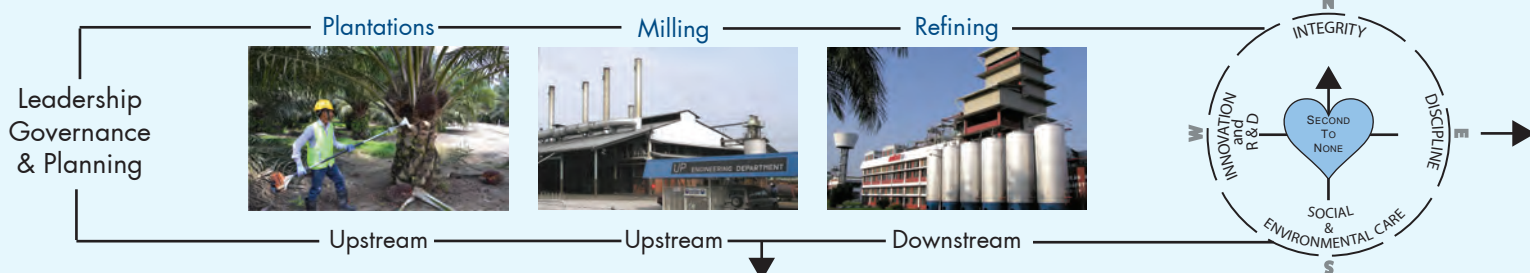 Leadership
Governance
& Planning
Plantations
Milling
Refining
UP ENGINEERING DEPARTMENT
Upstream
Upstream
Downstream
N
INTEGRITY
W
INNOVATION
and
R & D
SECOND
TO
NONE
DISCIPLINE
E
SOCIAL
&
ENVIRONMENTAL CARE
S